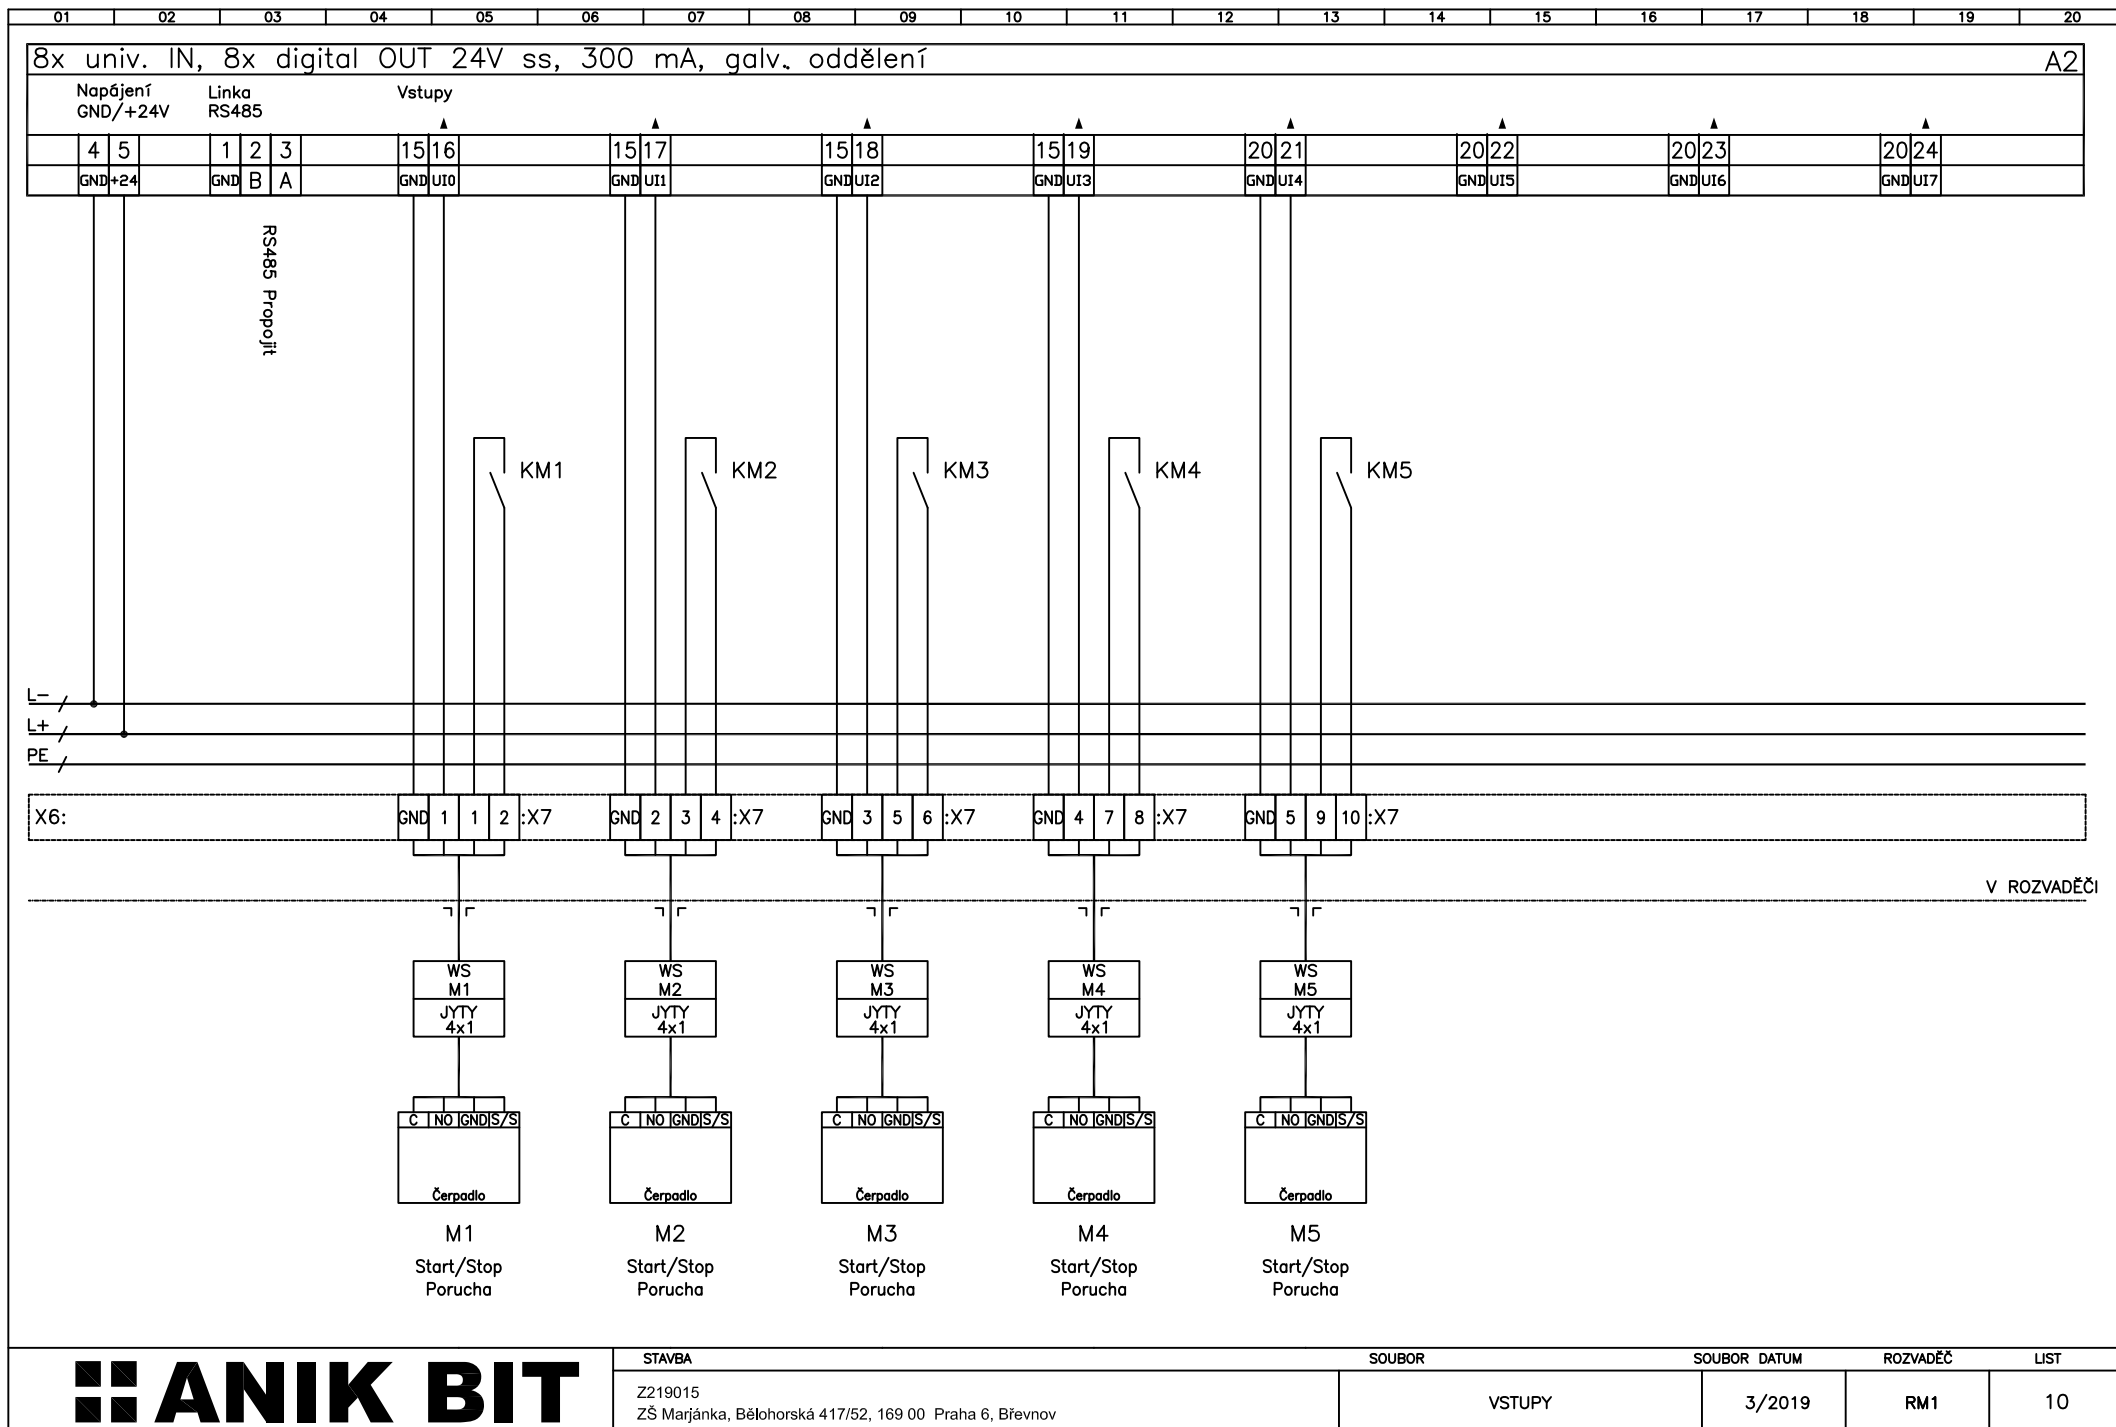 01 02 03 04 05 06 07 08 09 10 11 12 13 14 15 16 17 18 19 20
8x univ. IN, 8x digital OUT 24V ss, 300 mA, galv. oddělení A2
Napájení Linka Vstupy
GND/+24V RS485
4 5 1 2 3 15 16 15 17 15 18 15 19 20 21 20 22 20 23 20 24
GND +24 GND B A GND UI0 GND UI1 GND UI2 GND UI3 GND UI4 GND UI5 GND UI6 GND UI7
RS485 Propojit
KM1 KM2 KM3 KM4 KM5
L-
L+
PE
X6: GND 1 1 2 :X7 GND 2 3 4 :X7 GND 3 5 6 :X7 GND 4 7 8 :X7 GND 5 9 10 :X7
V ROZVADĚČI
WS WS WS WS WS
M1 M2 M3 M4 M5
JYTY JYTY JYTY JYTY JYTY
4x1 4x1 4x1 4x1 4x1
C NO GND S/S C NO GND S/S C NO GND S/S C NO GND S/S C NO GND S/S
Čerpadlo Čerpadlo Čerpadlo Čerpadlo Čerpadlo
M1 M2 M3 M4 M5
Start/Stop Start/Stop Start/Stop Start/Stop Start/Stop
Porucha Porucha Porucha Porucha Porucha
ANIK BIT
STAVBA SOUBOR SOUBOR DATUM ROZVADĚČ LIST
Z219015
ZŠ Marjánka, Bělohorská 417/52, 169 00 Praha 6, Břevnov
VSTUPY 3/2019 RM1 10